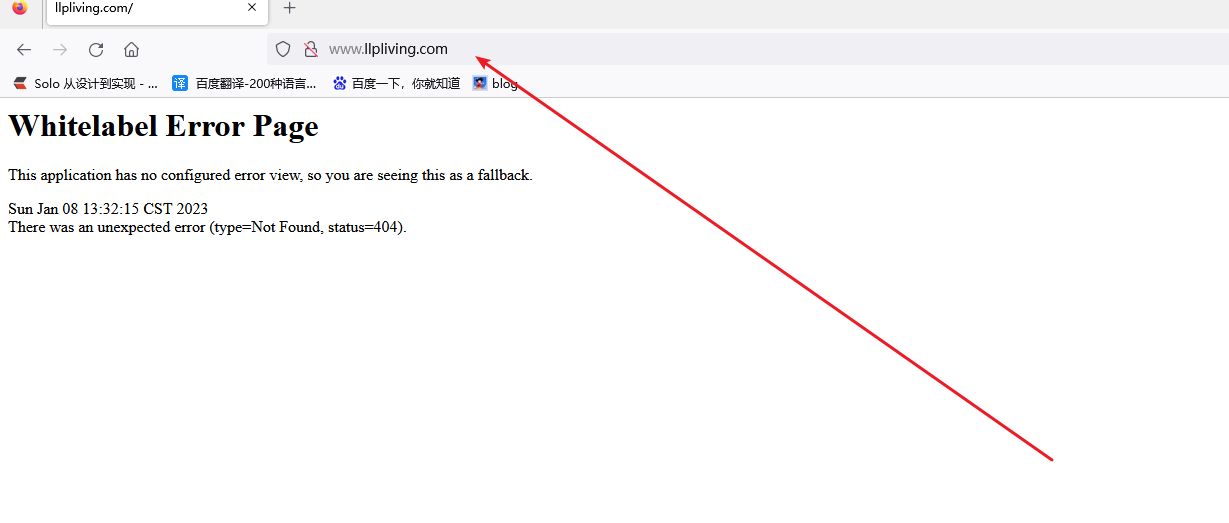 llpliving.com/
www.llpliving.com
Solo 从设计到实现 - ...
译 百度翻译-200种语言... 百度一下，你就知道 blog
Whitelabel Error Page
This application has no configured error view, so you are seeing this as a fallback.
Sun Jan 08 13:32:15 CST 2023
There was an unexpected error (type=Not Found, status=404).